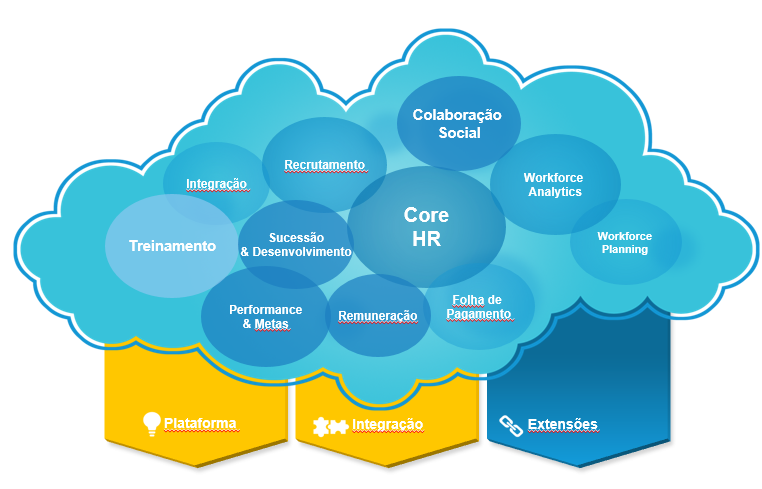 Colaboração
Social
Recrutamento
Integração
Workforce
Analytics
Core
HR
Treinamento
Sucessão
& Desenvolvimento
Workforce
Planning
Performance
& Metas
Remuneração
Folha de
Pagamento
Plataforma
Integração
Extensões